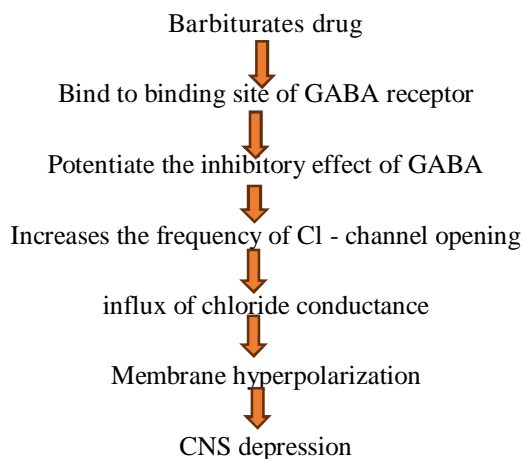 Barbiturates drug
Bind to binding site of GABA receptor
Potentiate the inhibitory effect of GABA
Increases the frequency of Cl - channel opening
influx of chloride conductance
Membrane hyperpolarization
CNS depression